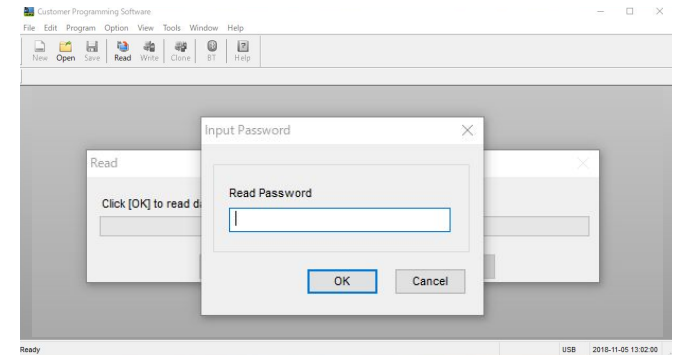 Customer Programming Software
File Edit Program Option View Tools Window Help
New Open Save Read Write Clone BT Help
Input Password
Read
Read Password
Click [OK] to read
OK Cancel
Ready USB 2018-11-05 13:02:00